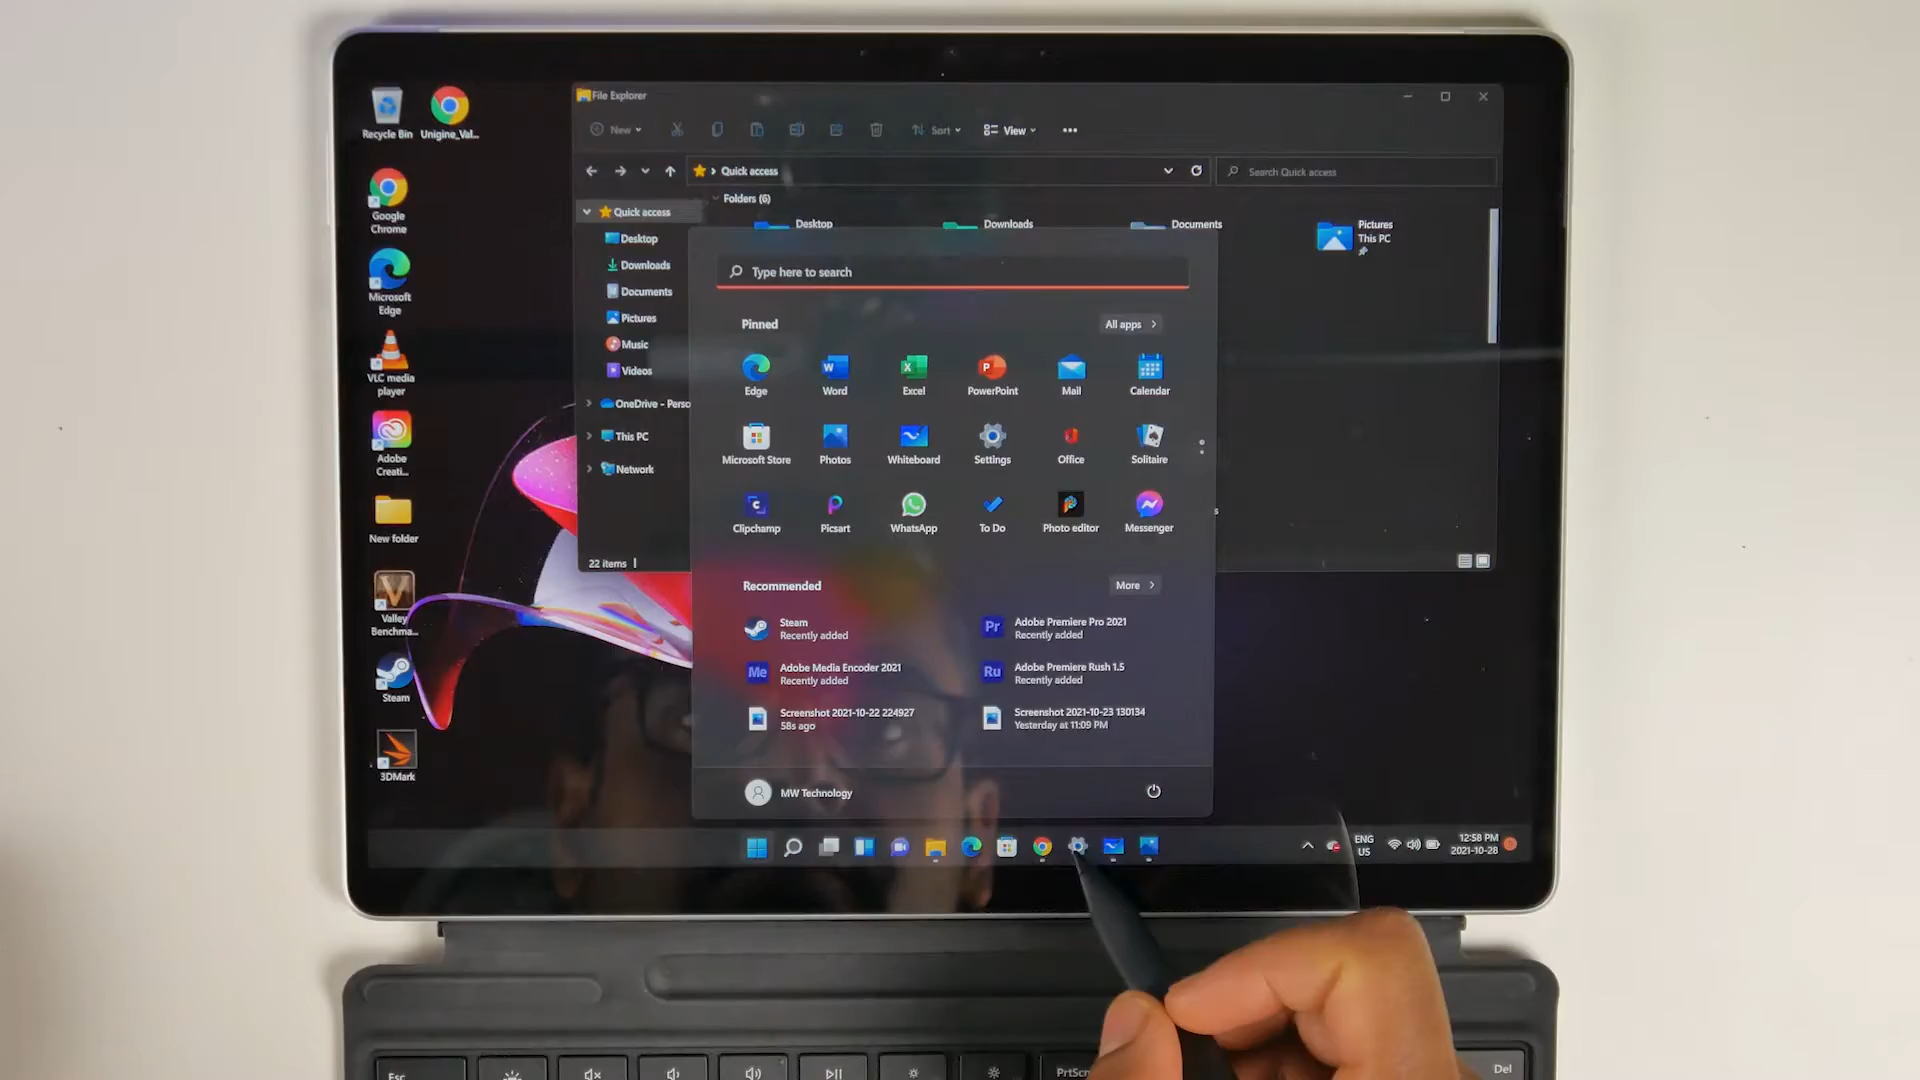 Recycle Bin
Unigine_Val...
Google
Chrome
Microsoft
Edge
VLC media
player
Adobe
Creati...
New folder
Valley
Benchma...
Steam
3DMark
File Explorer
New
Sort
View
Quick access
Search Quick access
Folders (6)
Quick access
Desktop
Downloads
Documents
Pictures
Music
Videos
OneDrive - Perso
This PC
Network
22 items
Desktop
Downloads
Documents
Pictures
This PC
Type here to search
Pinned
All apps
Edge
Word
Excel
PowerPoint
Mail
Calendar
Microsoft Store
Photos
Whiteboard
Settings
Office
Solitaire
Clipchamp
Picsart
WhatsApp
To Do
Photo editor
Messenger
Recommended
More
Steam
Recently added
Adobe Premiere Pro 2021
Recently added
Me
Adobe Media Encoder 2021
Recently added
Pr
Ru
Adobe Premiere Rush 1.5
Recently added
Screenshot 2021-10-22 224927
58s ago
Screenshot 2021-10-23 130134
Yesterday at 11:09 PM
MW Technology
ENG
US
12:58 PM
2021-10-28
Esc
PrtScn
Del